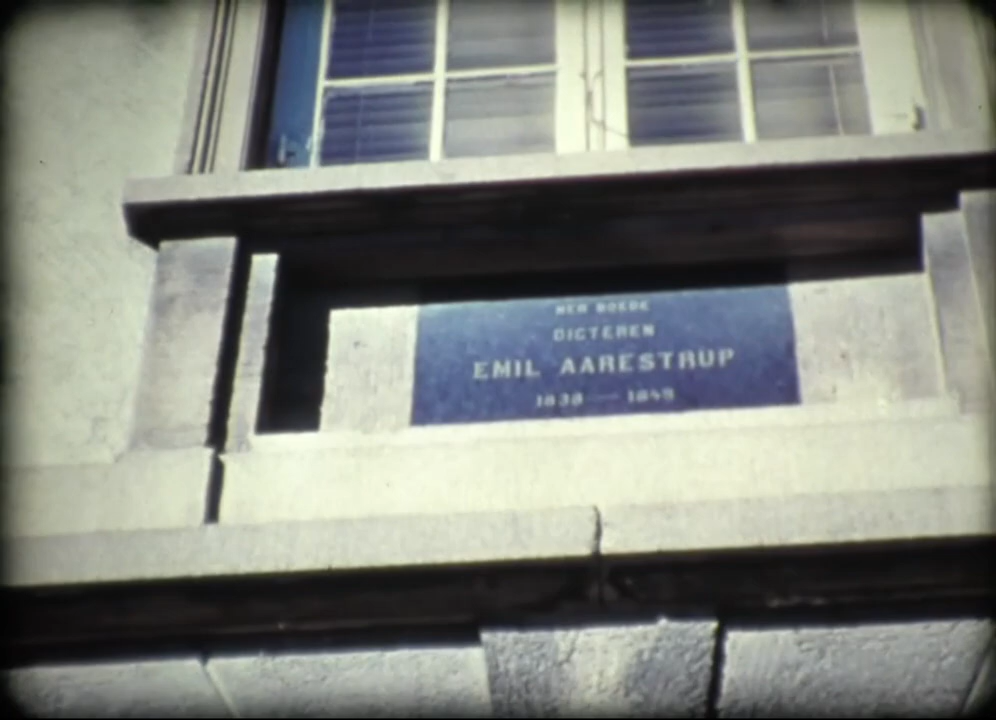 HER BOEDE
DIGTEREN
EMIL AARESTRUP
1838 — 1849